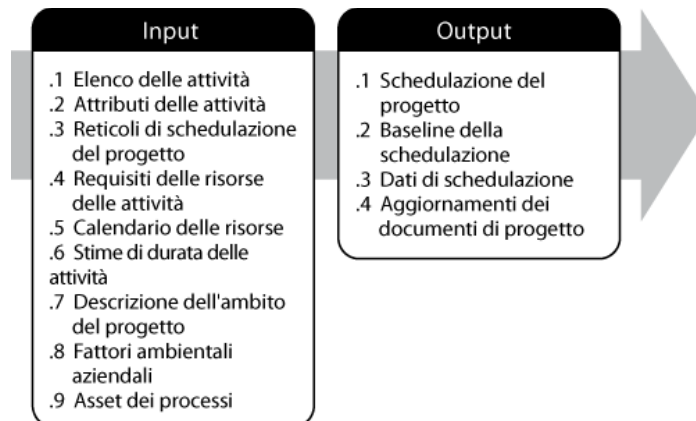 Input
.1 Elenco delle attività
.2 Attributi delle attività
.3 Reticoli di schedulazione
del progetto
.4 Requisiti delle risorse
delle attività
.5 Calendario delle risorse
.6 Stime di durata delle
attività
.7 Descrizione dell'ambito
del progetto
.8 Fattori ambientali
aziendali
.9 Asset dei processi
Output
.1 Schedulazione del
progetto
.2 Baseline della
schedulazione
.3 Dati di schedulazione
.4 Aggiornamenti dei
documenti di progetto